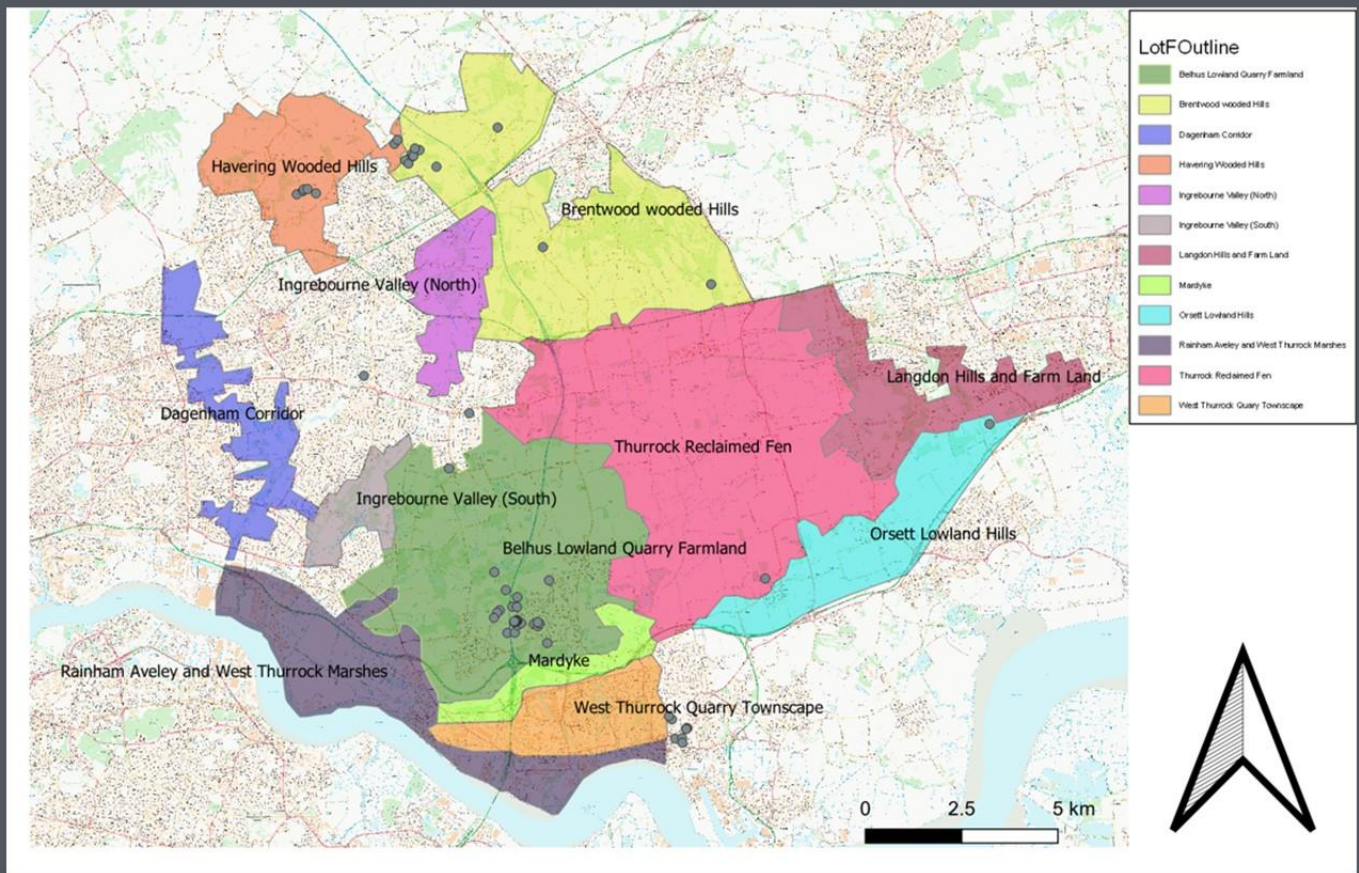 LotFOutline
Belhus Lowland Quarry Farmland
Brentwood wooded Hills
Dagenham Corridor
Havering Wooded Hills
Ingrebourne Valley (North)
Ingrebourne Valley (South)
Langdon Hills and Farm Land
Mardyke
Orsett Lowland Hills
Rainham Aveley and West Thurrock Marshes
Thurrock Reclaimed Fen
West Thurrock Quary Townscape
Havering Wooded Hills
Brentwood wooded Hills
Ingrebourne Valley (North)
Langdon Hills and Farm Land
Dagenham Corridor
Thurrock Reclaimed Fen
Ingrebourne Valley (South)
Orsett Lowland Hills
Belhus Lowland Quarry Farmland
Mardyke
Rainham Aveley and West Thurrock Marshes
West Thurrock Quarry Townscape
0 2.5 5 km